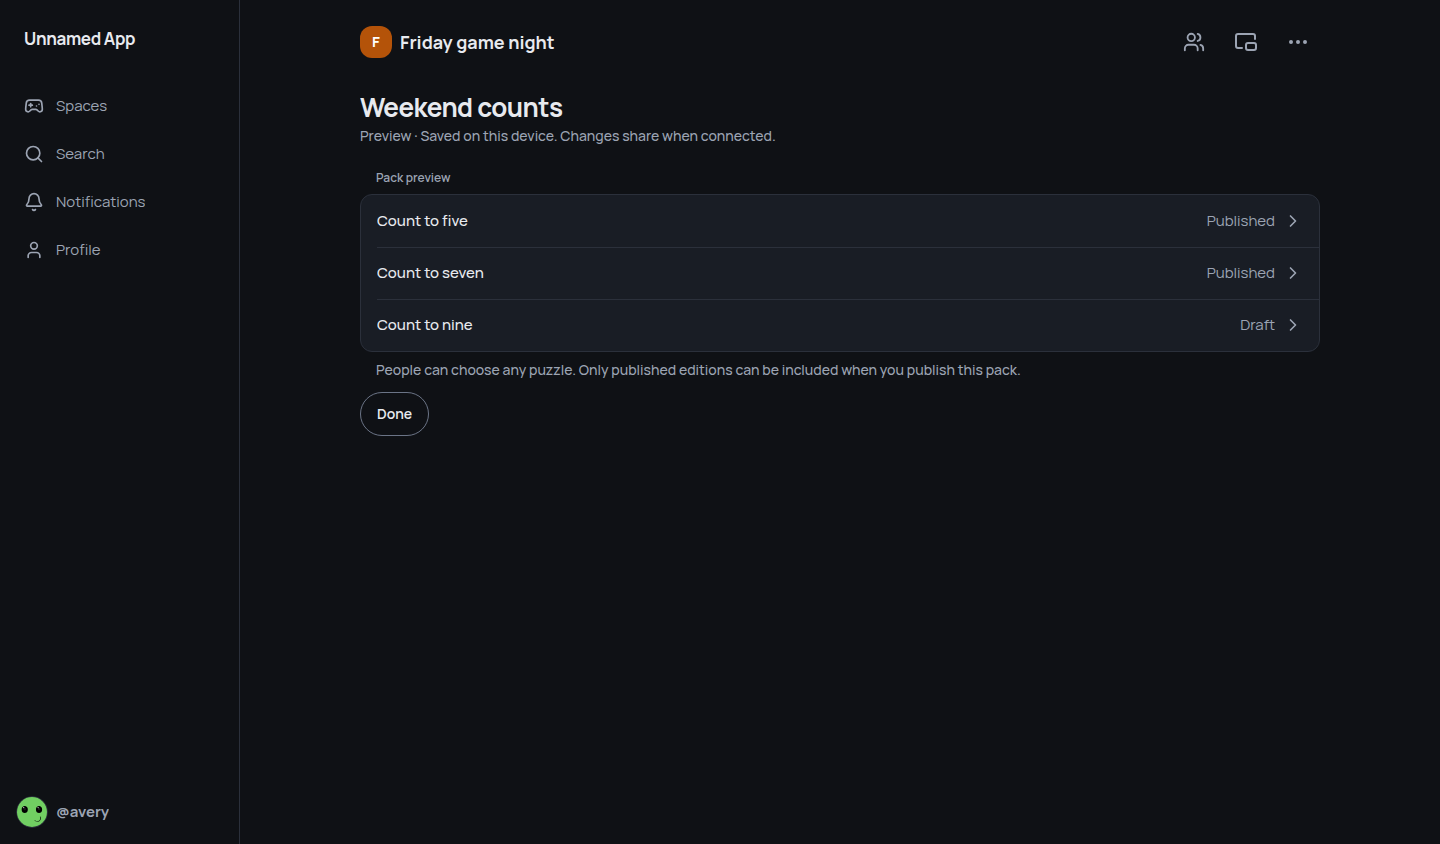 Unnamed App
Spaces
Search
Notifications
Profile
@avery
F
Friday game night
Weekend counts
Preview · Saved on this device. Changes share when connected.
Pack preview
Count to five Published
Count to seven Published
Count to nine Draft
People can choose any puzzle. Only published editions can be included when you publish this pack.
Done